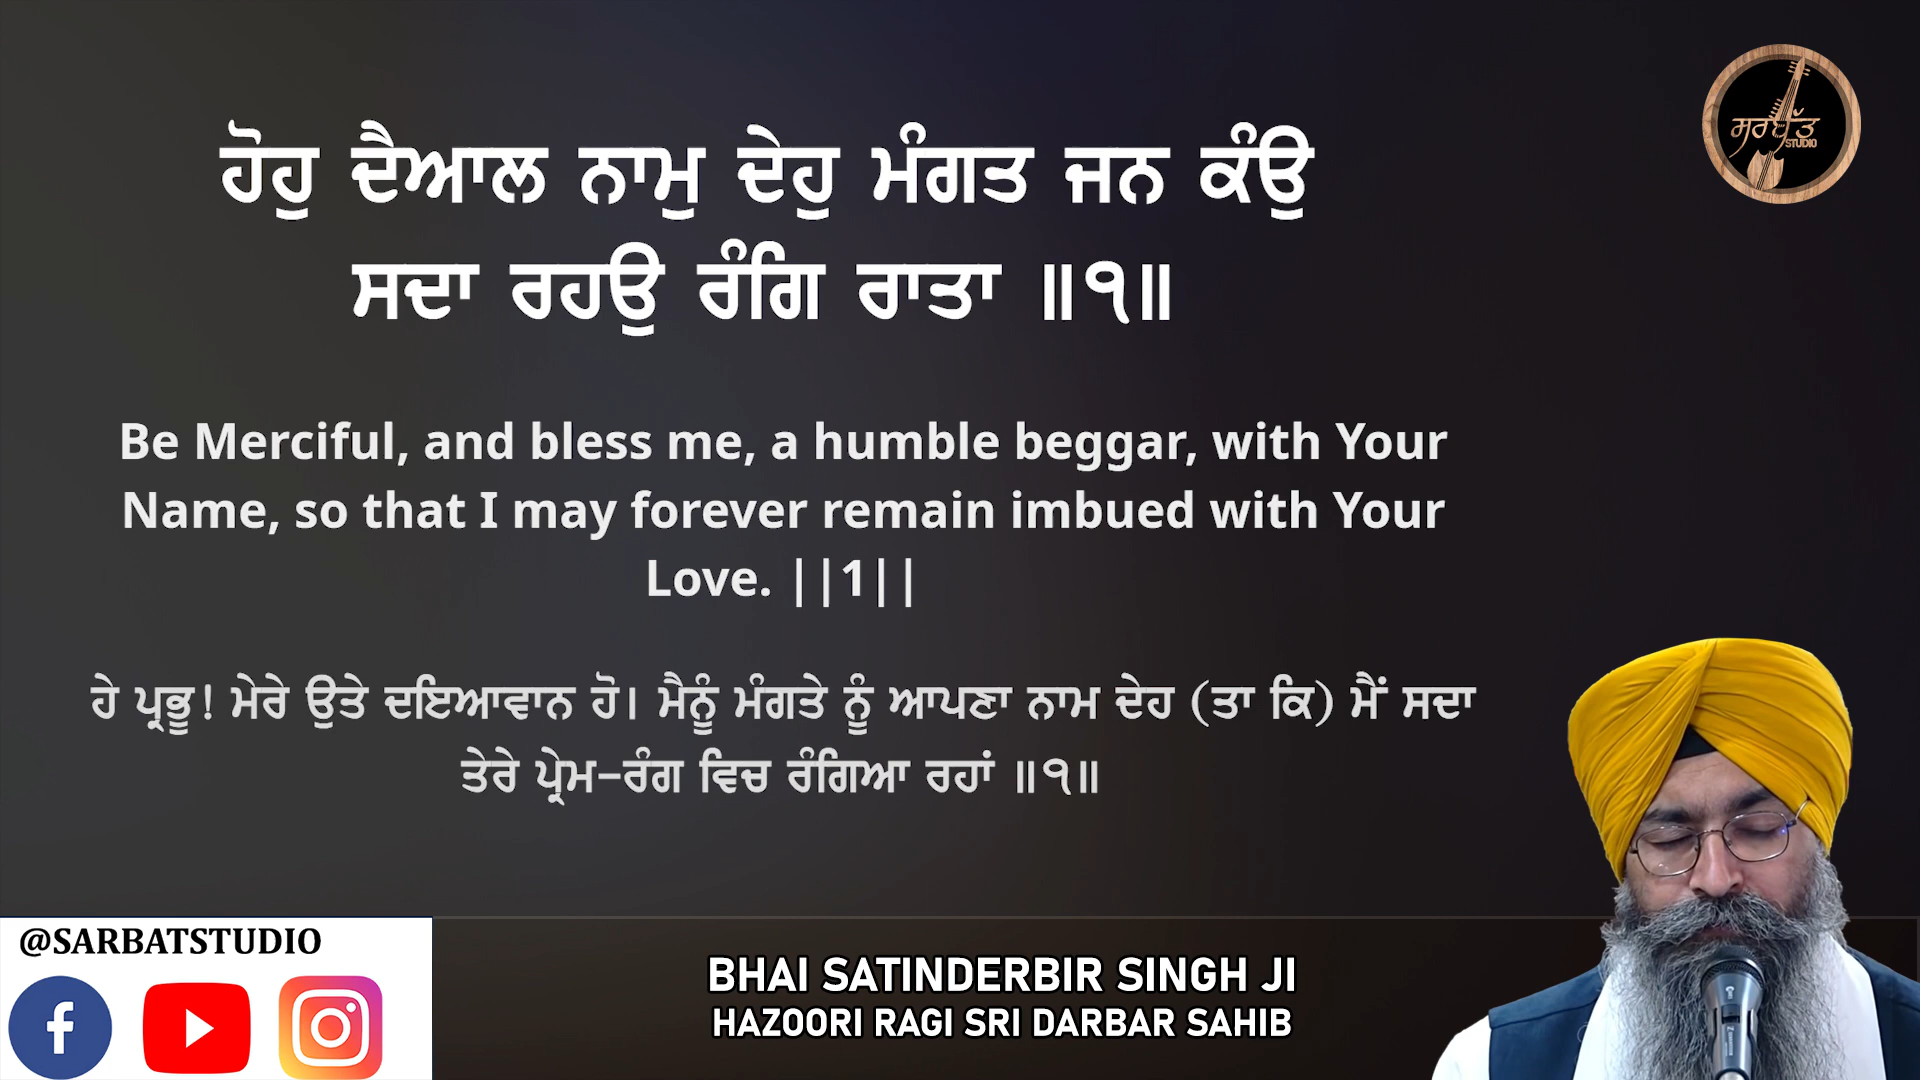 ਸਰਬੱਤ
STUDIO
ਹੋਹੁ ਦੈਆਲ ਨਾਮੁ ਦੇਹੁ ਮੰਗਤ ਜਨ ਕੰਉ
ਸਦਾ ਰਹਉ ਰੰਗਿ ਰਾਤਾ ॥੧॥
Be Merciful, and bless me, a humble beggar, with Your
Name, so that I may forever remain imbued with Your
Love. ||1||
ਹੇ ਪ੍ਰਭੂ! ਮੇਰੇ ਉਤੇ ਦਇਆਵਾਨ ਹੋ। ਮੈਨੂੰ ਮੰਗਤੇ ਨੂੰ ਆਪਣਾ ਨਾਮ ਦੇਹ (ਤਾ ਕਿ) ਮੈਂ ਸਦਾ
ਤੇਰੇ ਪ੍ਰੇਮ-ਰੰਗ ਵਿਚ ਰੰਗਿਆ ਰਹਾਂ ॥੧॥
@SARBATSTUDIO
BHAI SATINDERBIR SINGH JI
HAZOORI RAGI SRI DARBAR SAHIB